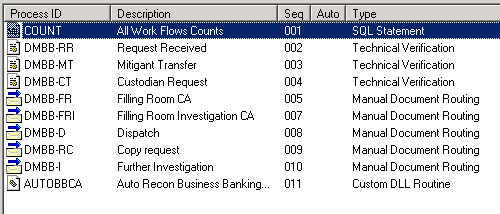 Process ID Description Seq Auto Type
COUNT All Work Flows Counts 001 SQL Statement
DMBB-RR Request Received 002 Technical Verification
DMBB-MT Mitigant Transfer 003 Technical Verification
DMBB-CT Custodian Request 004 Technical Verification
DMBB-FR Filling Room CA 005 Manual Document Routing
DMBB-FRI Filling Room Investigation CA 007 Manual Document Routing
DMBB-D Dispatch 008 Manual Document Routing
DMBB-RC Copy request 009 Manual Document Routing
DMBB-I Further Investigation 010 Manual Document Routing
AUTOBBCA Auto Recon Business Banking... 011 Custom DLL Routine